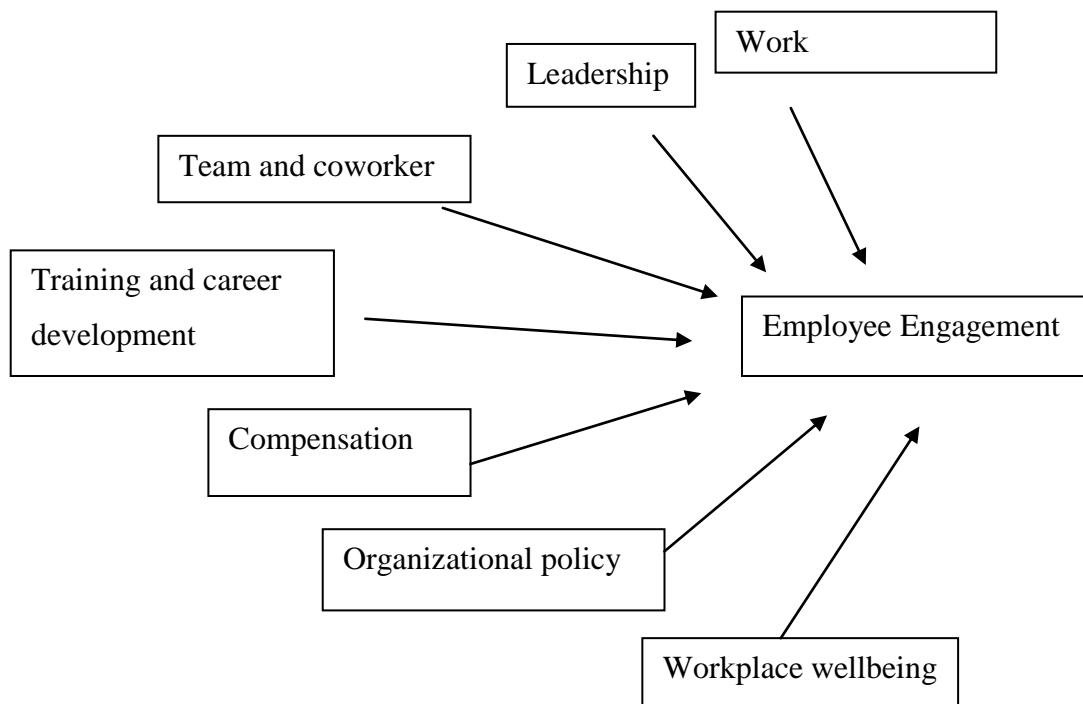 Work
Leadership
Team and coworker
Training and career
development
Employee Engagement
Compensation
Organizational policy
Workplace wellbeing